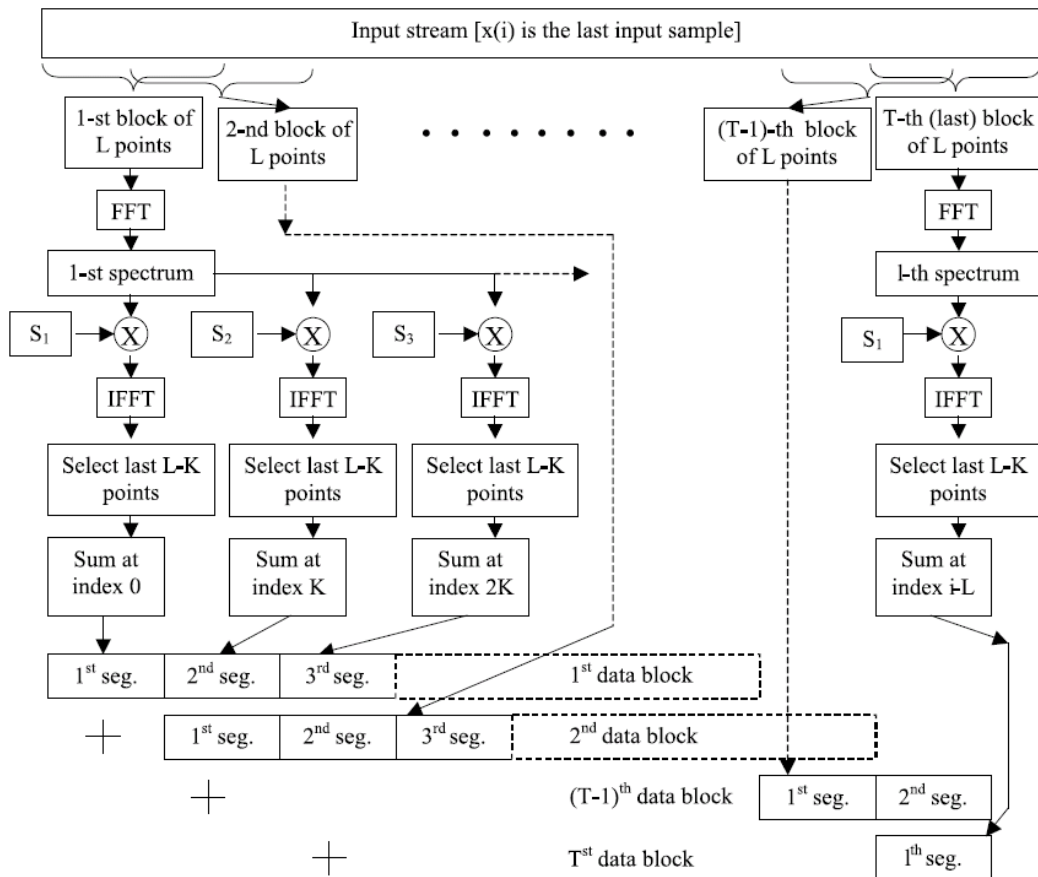 Input stream [x(i) is the last input sample]
1-st block of
L points
2-nd block of
L points
(T-1)-th block
of L points
T-th (last) block
of L points
FFT
FFT
1-st spectrum
l-th spectrum
S1
X
S2
X
S3
X
S1
X
IFFT
IFFT
IFFT
IFFT
Select last L-K
points
Select last L-K
points
Select last L-K
points
Select last L-K
points
Sum at
index 0
Sum at
index K
Sum at
index 2K
Sum at
index i-L
1st seg.
2nd seg.
3rd seg.
1st data block
1st seg.
2nd seg.
3rd seg.
2nd data block
(T-1)th data block
1st seg.
2nd seg.
Tst data block
lth seg.